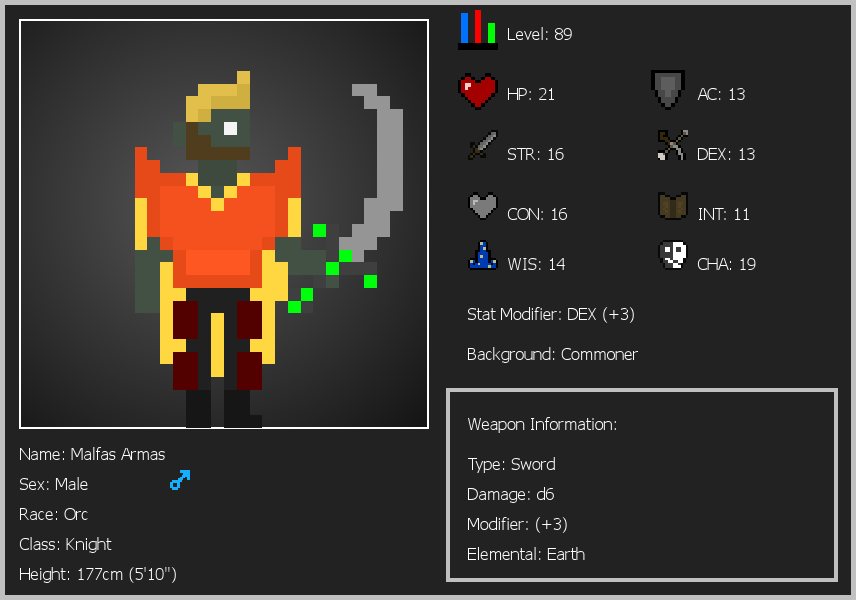 Level: 89
HP: 21
AC: 13
STR: 16
DEX: 13
CON: 16
INT: 11
WIS: 14
CHA: 19
Stat Modifier: DEX (+3)
Background: Commoner
Weapon Information:
Type: Sword
Damage: d6
Modifier: (+3)
Elemental: Earth
Name: Malfas Armas
Sex: Male
Race: Orc
Class: Knight
Height: 177cm (5'10")